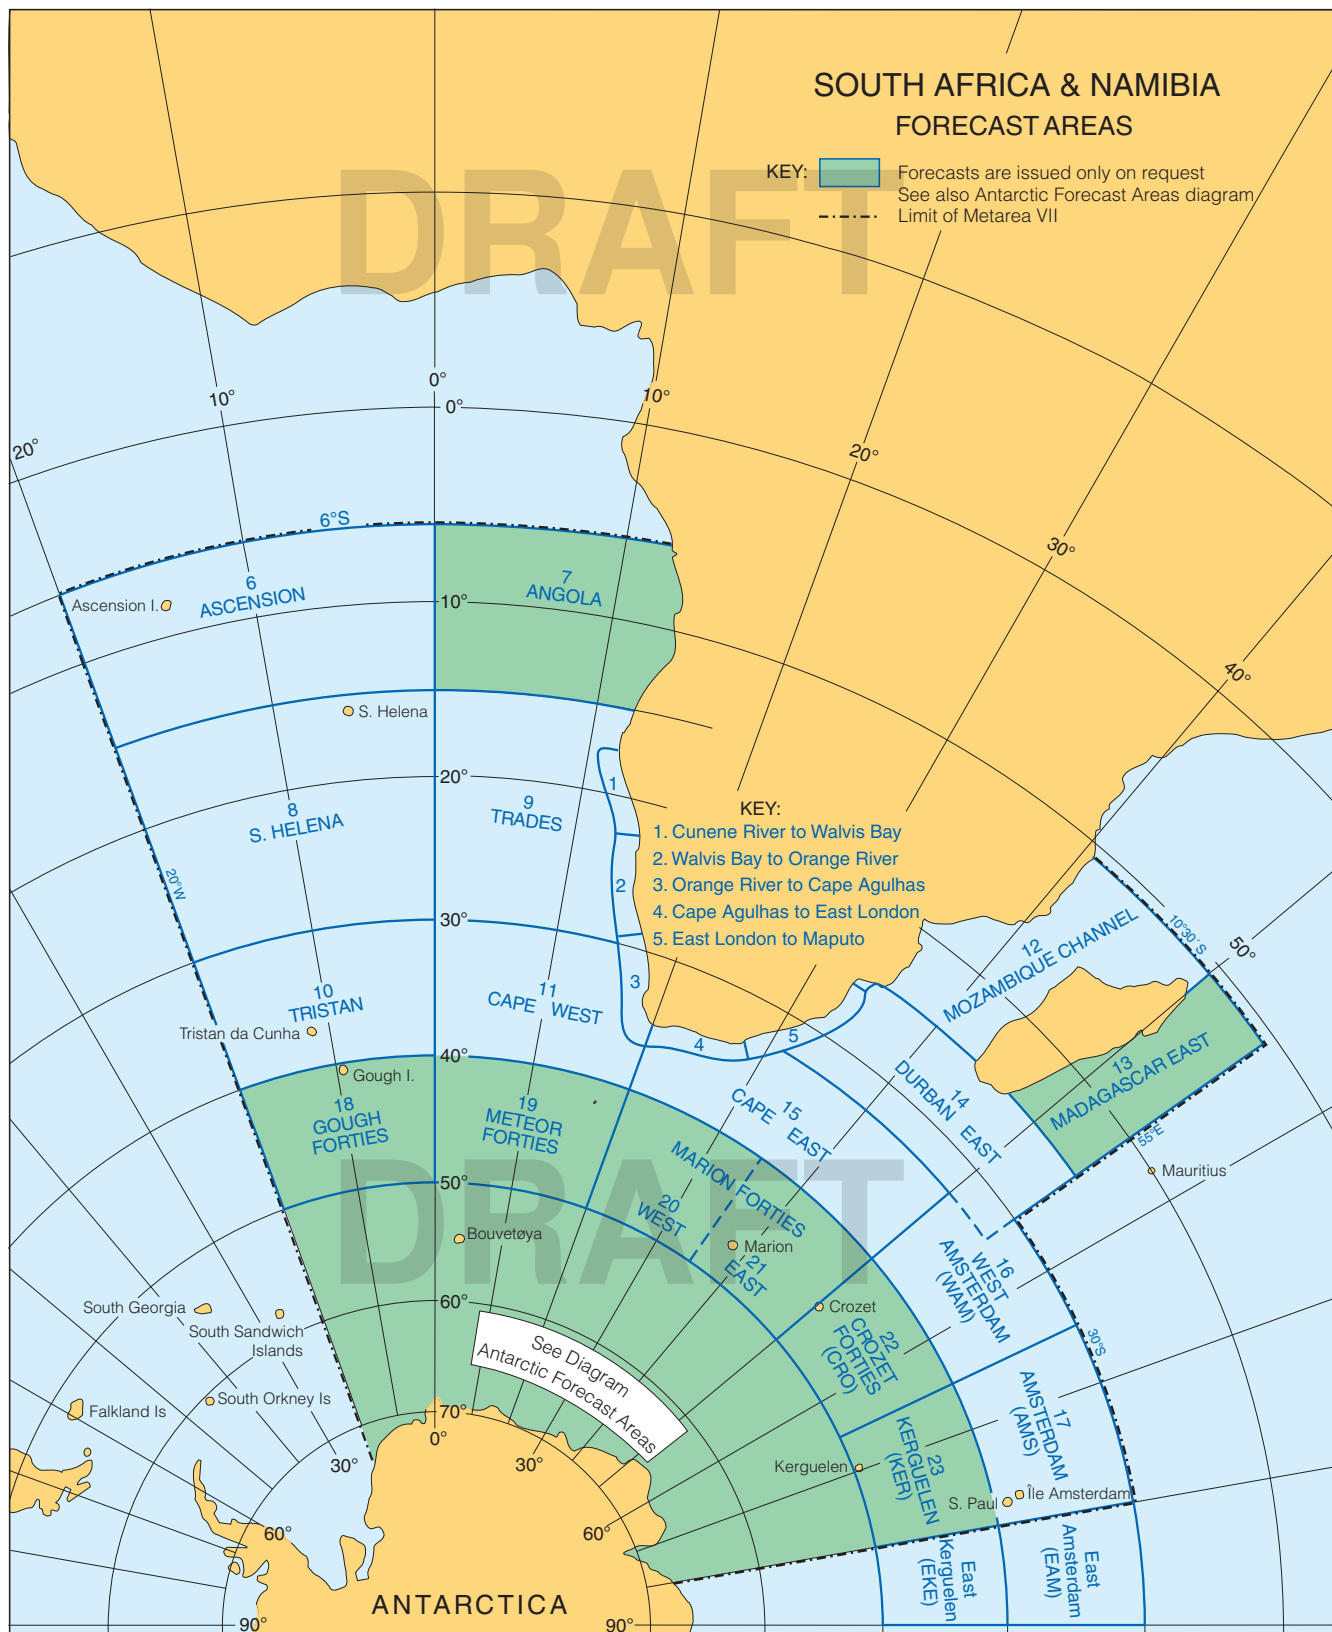 SOUTH AFRICA & NAMIBIA
FORECAST AREAS
KEY:
Forecasts are issued only on request
See also Antarctic Forecast Areas diagram
Limit of Metarea VII
DRAFT
0°
10°
0°
10°
20°
20°
6°S
30°
6
ASCENSION
7
ANGOLA
Ascension I.
10°
40°
S. Helena
20°
1
8
S. HELENA
9
TRADES
KEY:
1. Cunene River to Walvis Bay
2. Walvis Bay to Orange River
3. Orange River to Cape Agulhas
4. Cape Agulhas to East London
5. East London to Maputo
20°W
2
30°
10°30´S
50°
12
MOZAMBIQUE CHANNEL
3
10
TRISTAN
11
CAPE WEST
Tristan da Cunha
4
5
40°
Gough I.
13
MADAGASCAR EAST
14
DURBAN EAST
15
CAPE EAST
18
GOUGH
FORTIES
19
METEOR
FORTIES
55°E
Mauritius
DRAFT
MARION FORTIES
50°
20
WEST
21
EAST
Bouvetøya
Marion
16
WEST
AMSTERDAM
(WAM)
60°
South Georgia
South Sandwich
Islands
Crozet
22
CROZET
FORTIES
(CRO)
30°S
See Diagram
Antarctic Forecast Areas
South Orkney Is
Falkland Is
70°
0°
30°
30°
17
AMSTERDAM
(AMS)
23
KERGUELEN
(KER)
Kerguelen
S. Paul
Île Amsterdam
60°
60°
East
Kerguelen
(EKE)
East
Amsterdam
(EAM)
ANTARCTICA
90°
90°